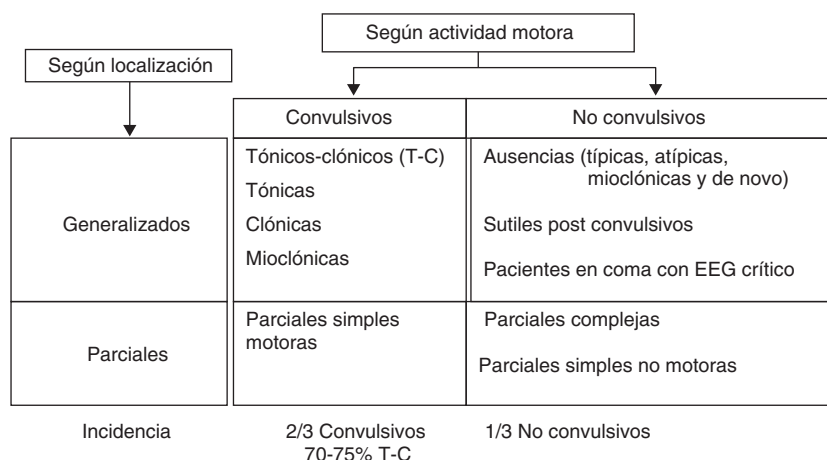 Según actividad motora
Según localización
Convulsivos
No convulsivos
Generalizados
Tónicos-clónicos (T-C)
Tónicas
Clónicas
Mioclónicas
Ausencias (típicas, atípicas,
mioclónicas y de novo)
Sutiles post convulsivos
Pacientes en coma con EEG crítico
Parciales
Parciales simples
motoras
Parciales complejas
Parciales simples no motoras
Incidencia
2/3 Convulsivos
70-75% T-C
1/3 No convulsivos